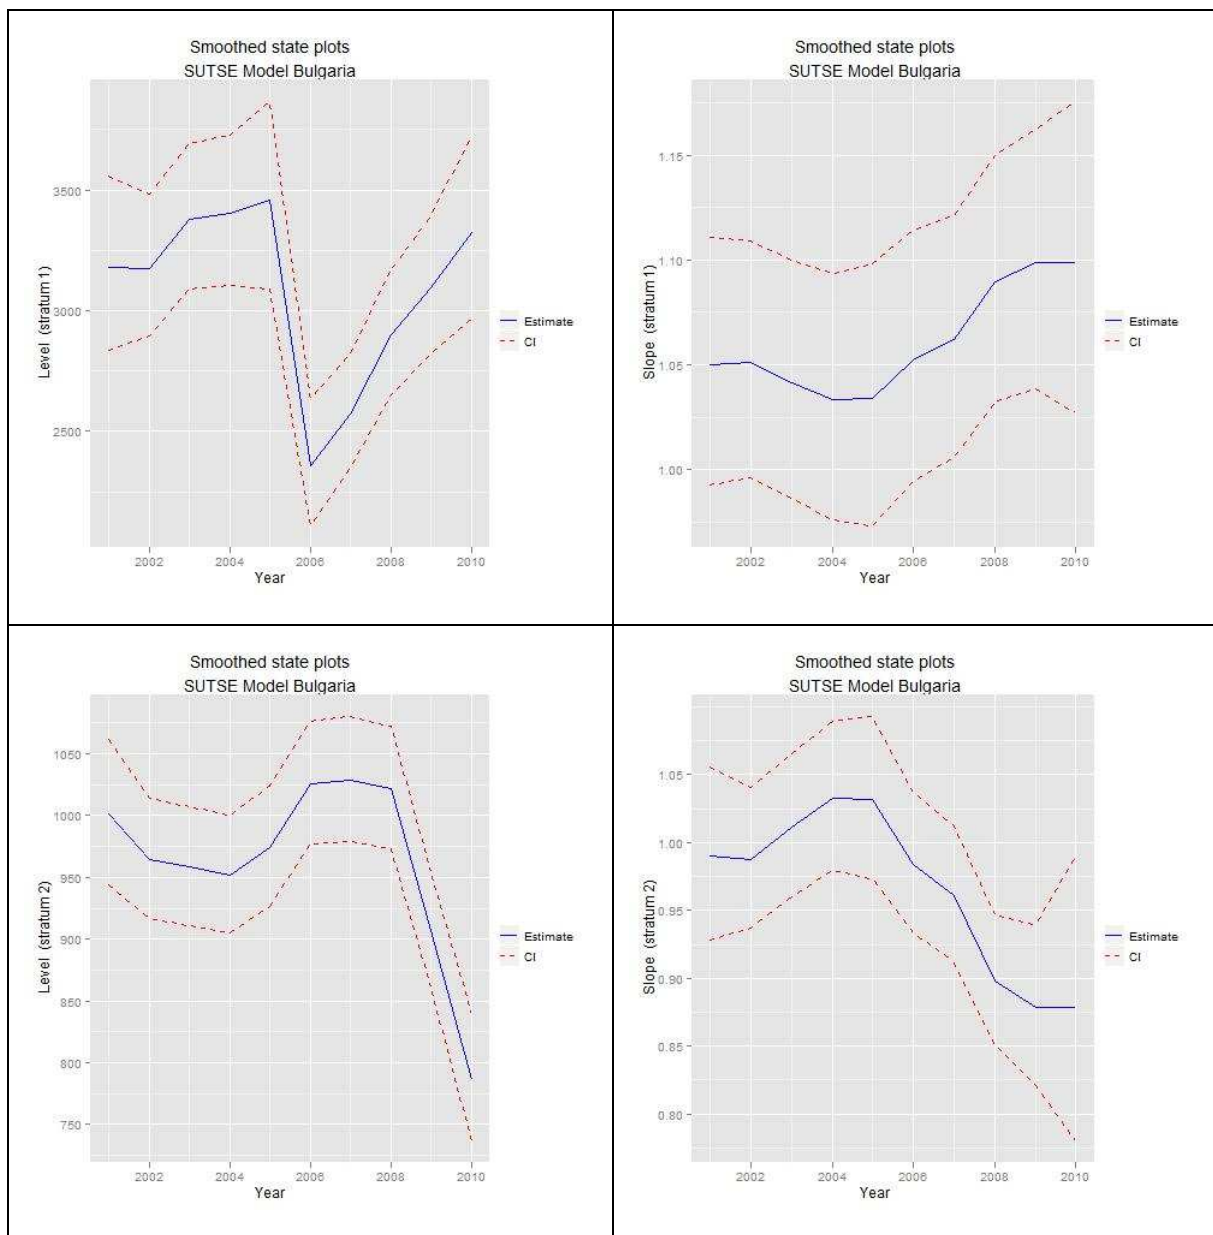 Smoothed state plots
SUTSE Model Bulgaria
3500
3000
2500
Level (stratum 1)
2002
2004
2006
2008
2010
Year
Estimate
CI
Smoothed state plots
SUTSE Model Bulgaria
1.15
1.10
1.05
1.00
Slope (stratum 1)
2002
2004
2006
2008
2010
Year
Estimate
CI
Smoothed state plots
SUTSE Model Bulgaria
1050
1000
950
900
850
800
750
Level (stratum 2)
2002
2004
2006
2008
2010
Year
Estimate
CI
Smoothed state plots
SUTSE Model Bulgaria
1.05
1.00
0.95
0.90
0.85
0.80
Slope (stratum 2)
2002
2004
2006
2008
2010
Year
Estimate
CI